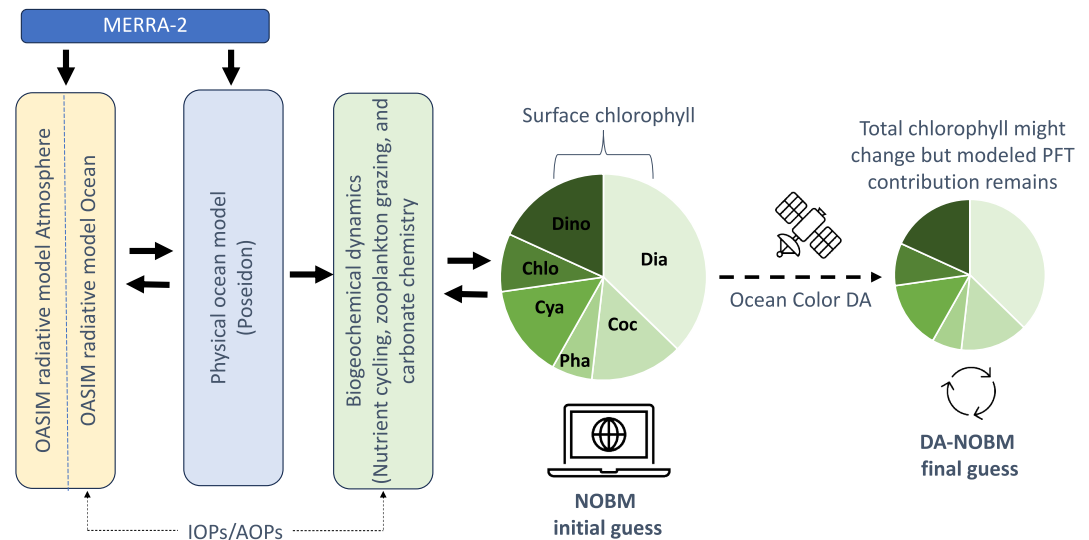 MERRA-2
OASIM radiative model Atmosphere
OASIM radiative model Ocean
Physical ocean model
(Poseidon)
Biogeochemical dynamics
(Nutrient cycling, zooplankton grazing, and
carbonate chemistry
IOPs/AOPs
Surface chlorophyll
Dino
Dia
Chlo
Cya
Coc
Pha
NOBM
initial guess
Ocean Color DA
Total chlorophyll might
change but modeled PFT
contribution remains
DA-NOBM
final guess